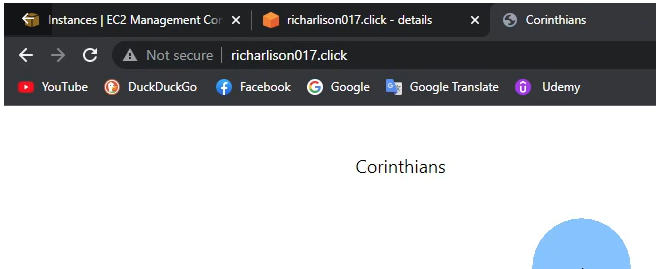 Instances | EC2 Management Con
richarlison017.click - details
Corinthians
Not secure
richarlison017.click
YouTube
DuckDuckGo
Facebook
Google
Google Translate
Udemy
Corinthians